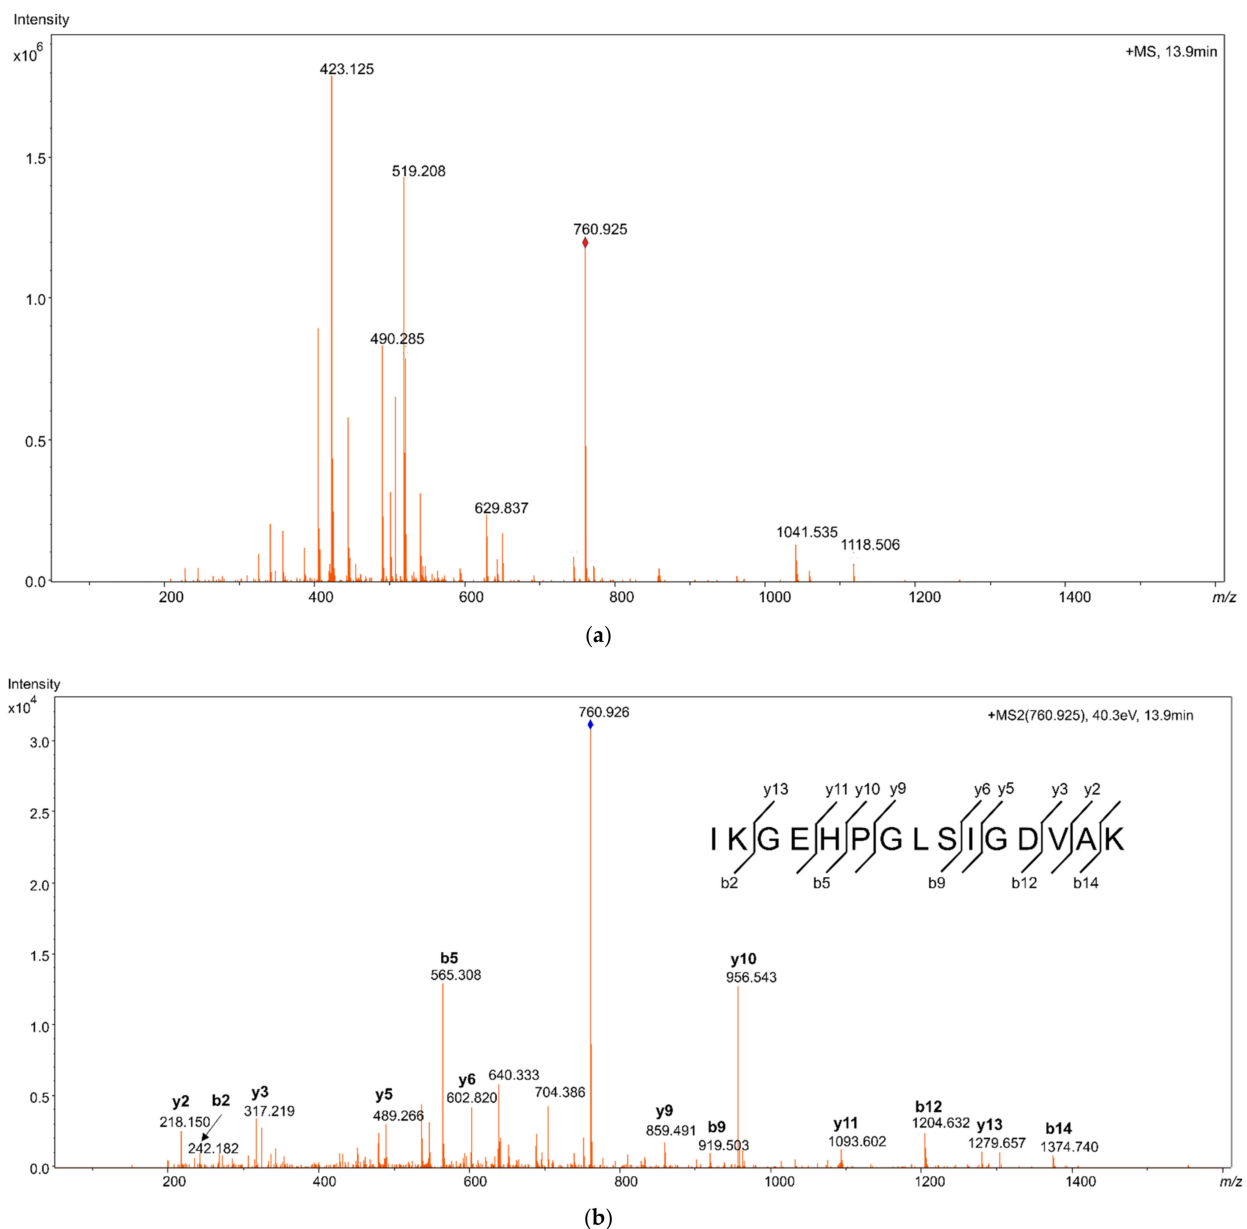 Intensity
x10^6
+MS, 13.9min
423.125
1.5
519.208
760.925
1.0
490.285
0.5
629.837
1041.535
1118.506
0.0
200 400 600 800 1000 1200 1400 m/z
(a)
Intensity
x10^4
760.926
+MS2(760.925), 40.3eV, 13.9min
3.0
y13 y11 y10 y9 y6 y5 y3 y2
2.5
I K G E H P G L S I G D V A K
b2 b5 b9 b12 b14
2.0
1.5
b5
565.308
y10
956.543
1.0
y6
602.820
640.333
704.386
0.5
y2
218.150
b2
242.182
y3
317.219
y5
489.266
y9
859.491
b9
919.503
y11
1093.602
b12
1204.632
y13
1279.657
b14
1374.740
0.0
200 400 600 800 1000 1200 1400 m/z
(b)